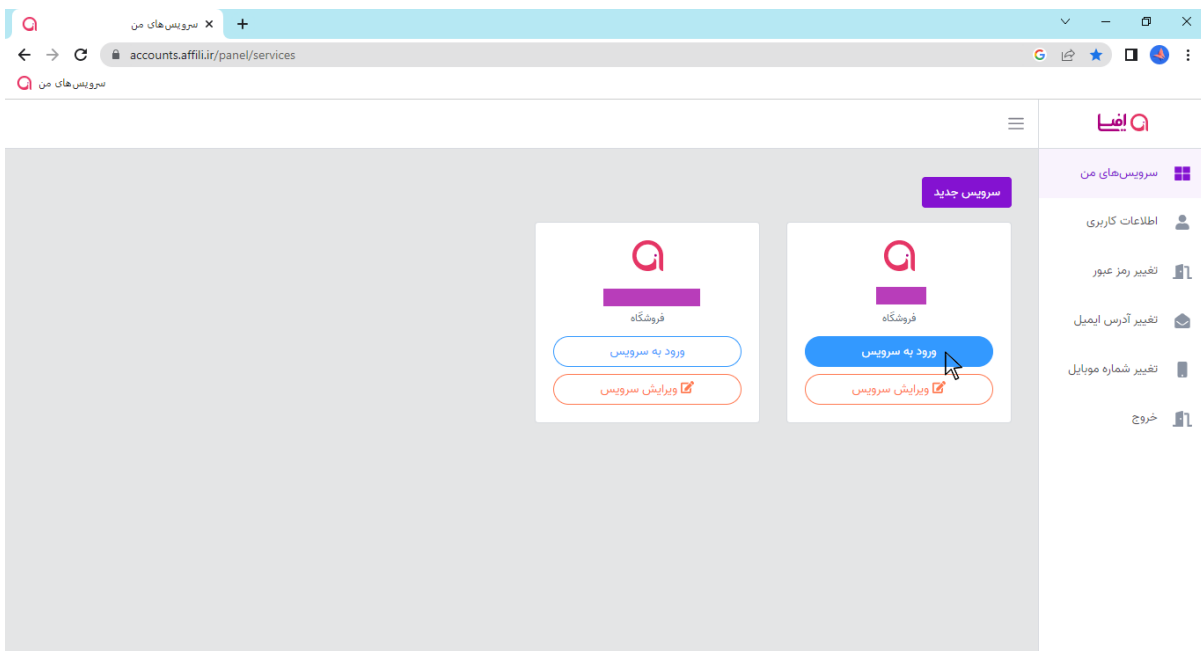 سرویس‌های من
accounts.affili.ir/panel/services
سرویس‌های من
افیلیا
سرویس‌های من
اطلاعات کاربری
تغییر رمز عبور
تغییر آدرس ایمیل
تغییر شماره موبایل
خروج
سرویس جدید
فروشگاه
ورود به سرویس
ویرایش سرویس
فروشگاه
ورود به سرویس
ویرایش سرویس